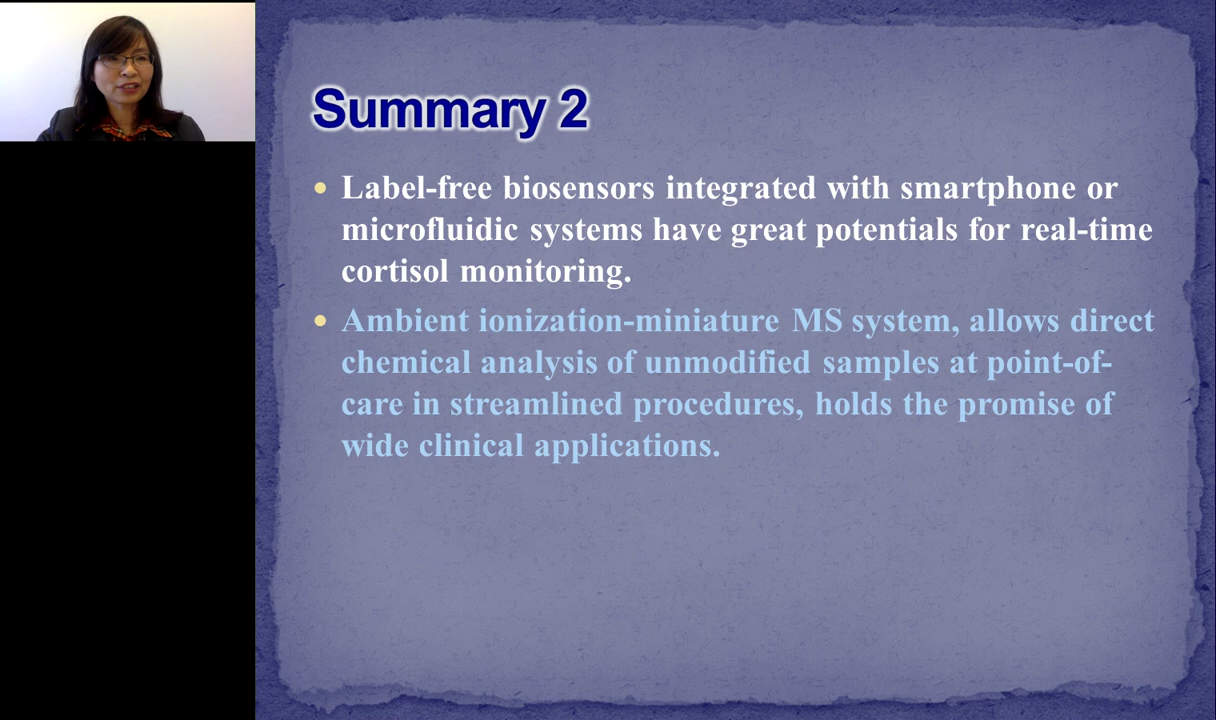 Summary 2
Label-free biosensors integrated with smartphone or
microfluidic systems have great potentials for real-time
cortisol monitoring.
Ambient ionization-miniature MS system, allows direct
chemical analysis of unmodified samples at point-of-
care in streamlined procedures, holds the promise of
wide clinical applications.